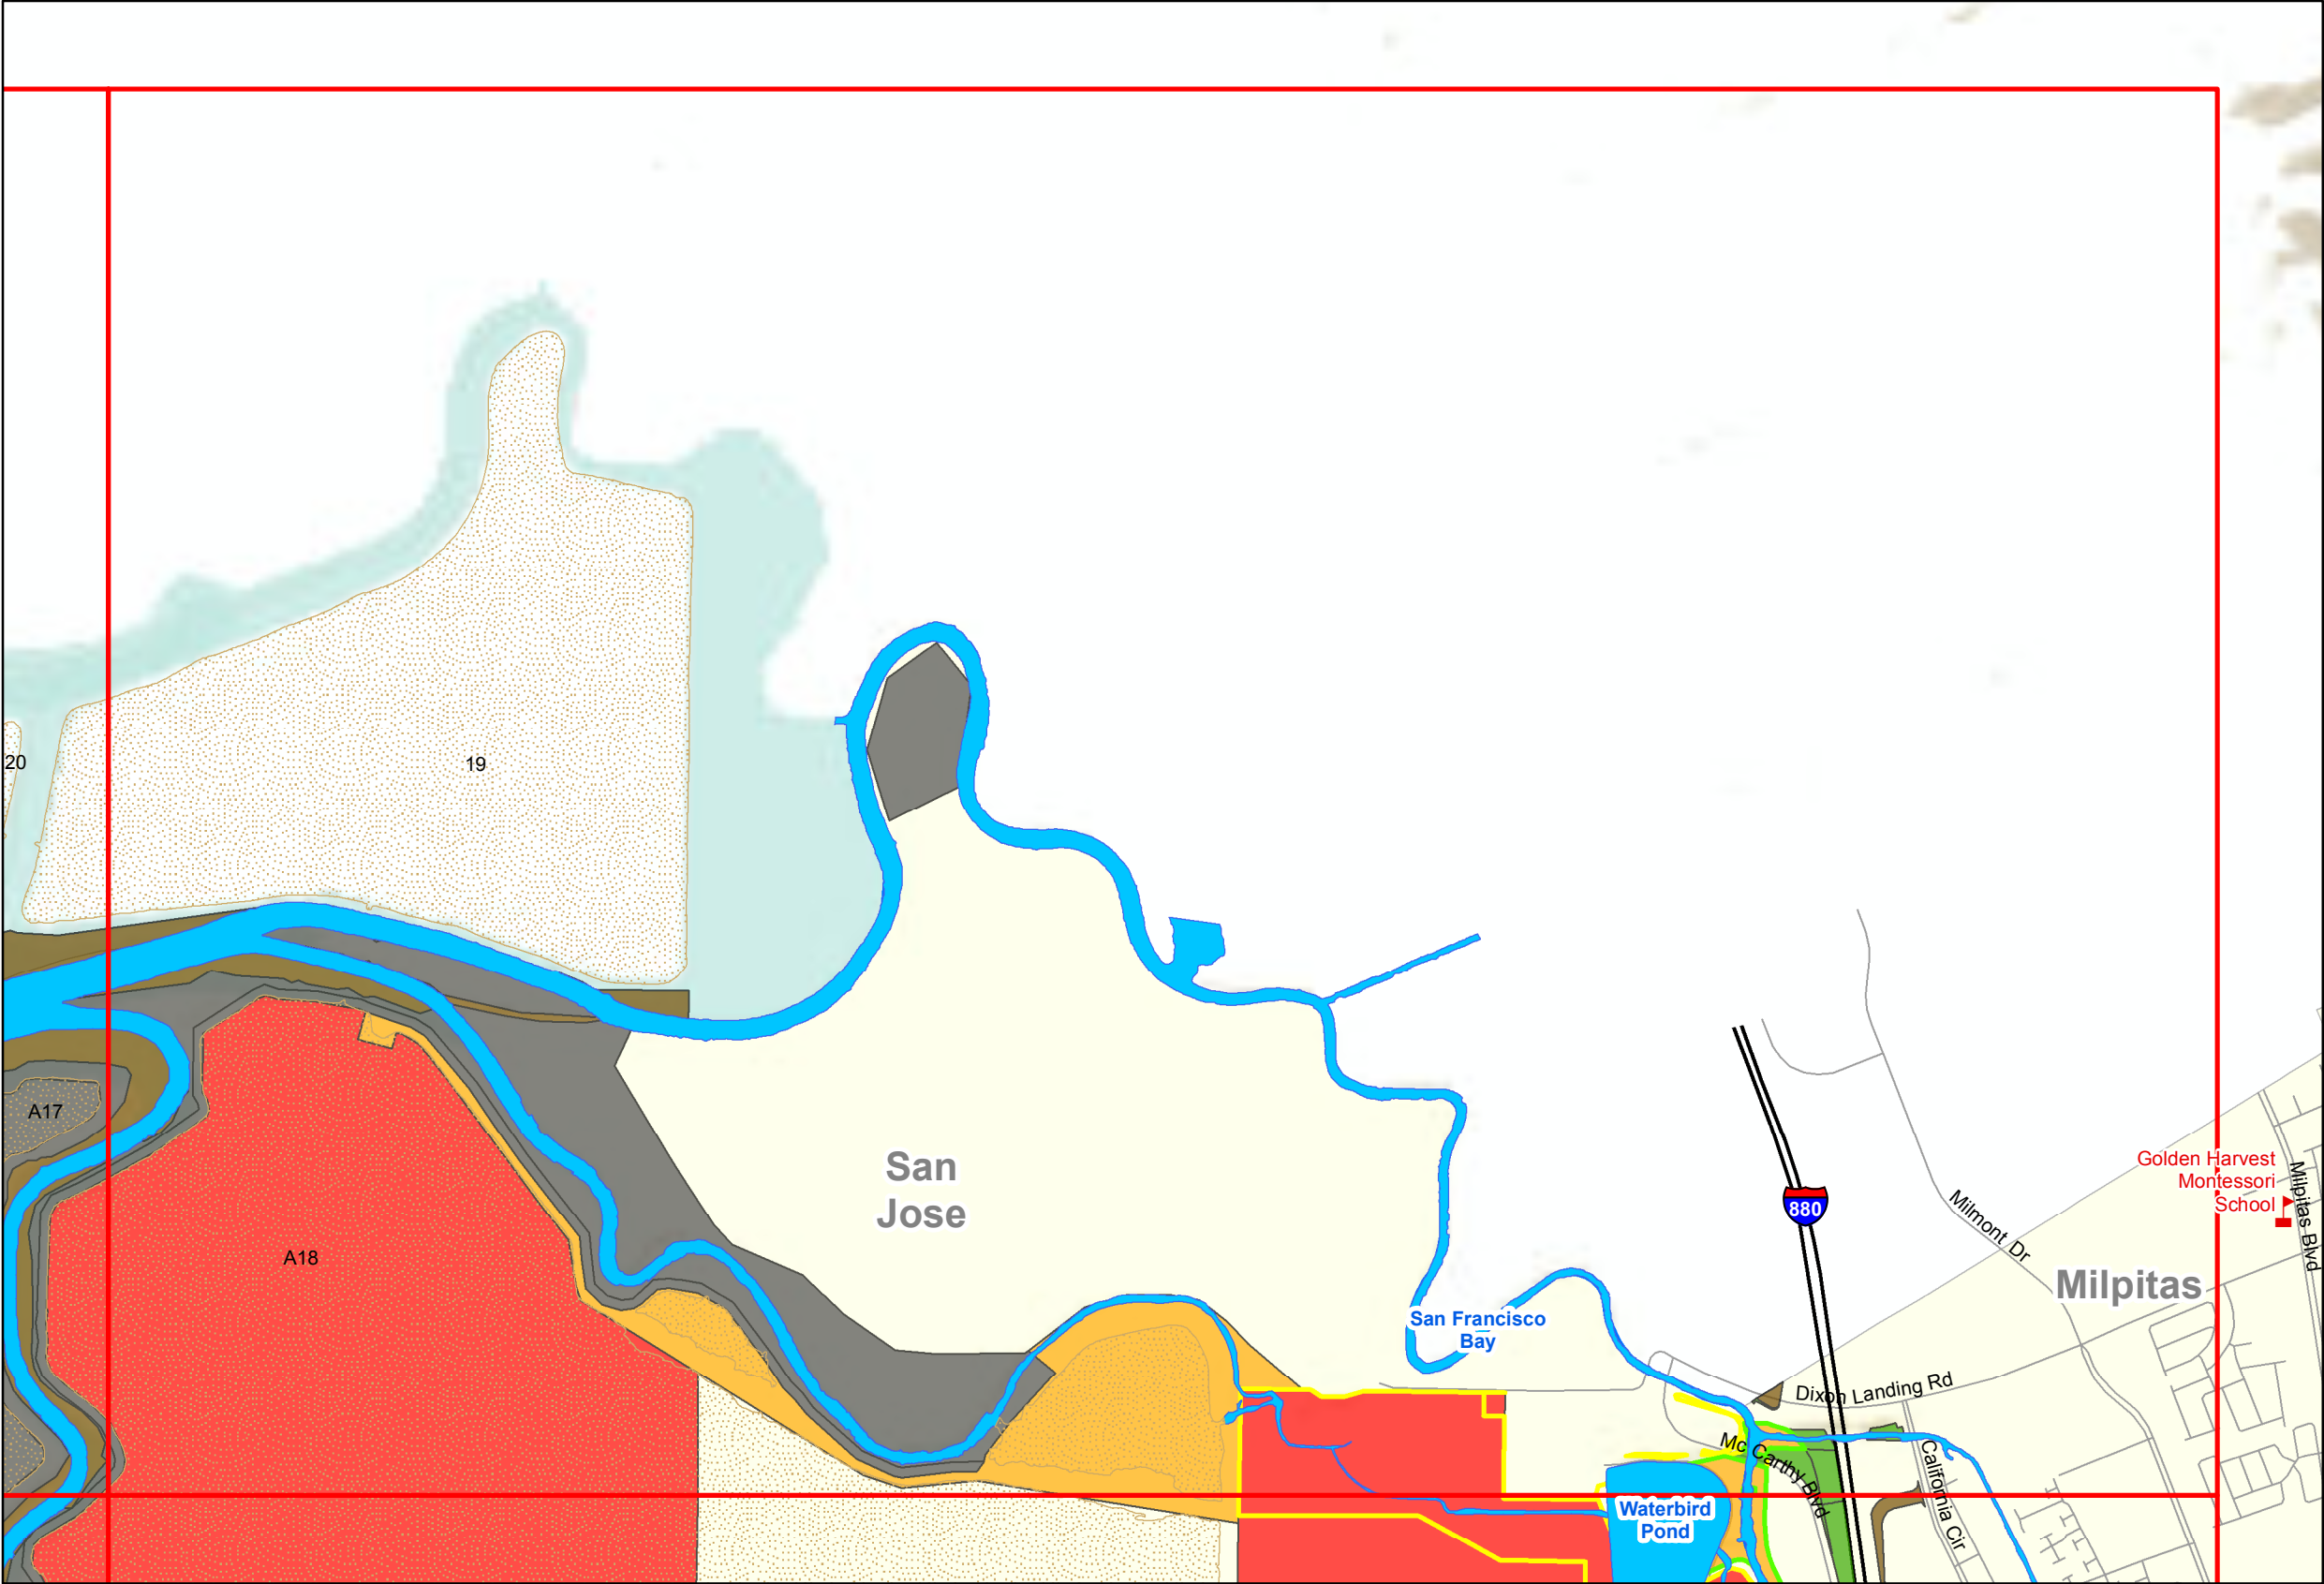 20
19
A17
San
Jose
A18
880
Golden Harvest
Montessori
School
Milpitas Blvd
Milmont Dr
Milpitas
San Francisco
Bay
Dixon Landing Rd
Mc Carthy Blvd
California Cir
Waterbird
Pond